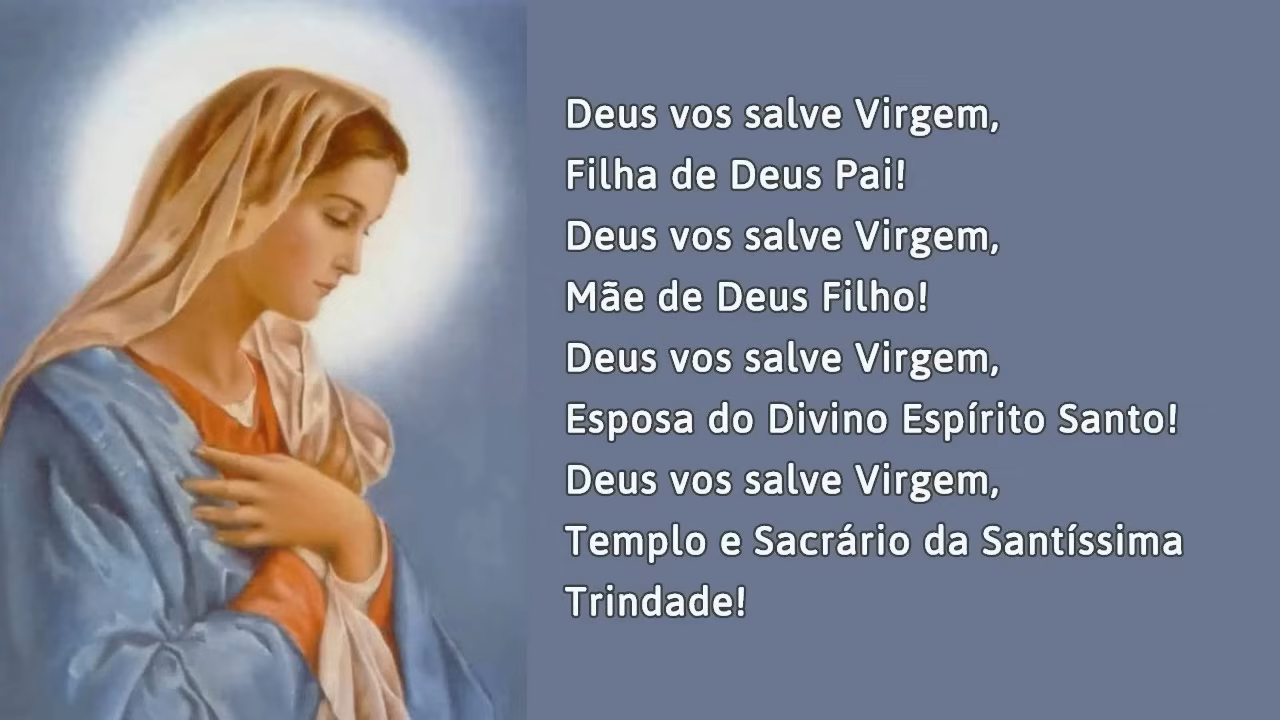 Deus vos salve Virgem,
Filha de Deus Pai!
Deus vos salve Virgem,
Mãe de Deus Filho!
Deus vos salve Virgem,
Esposa do Divino Espírito Santo!
Deus vos salve Virgem,
Templo e Sacrário da Santíssima
Trindade!